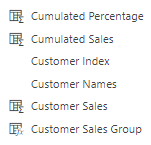 Cumulated Percentage
Cumulated Sales
Customer Index
Customer Names
Customer Sales
Customer Sales Group